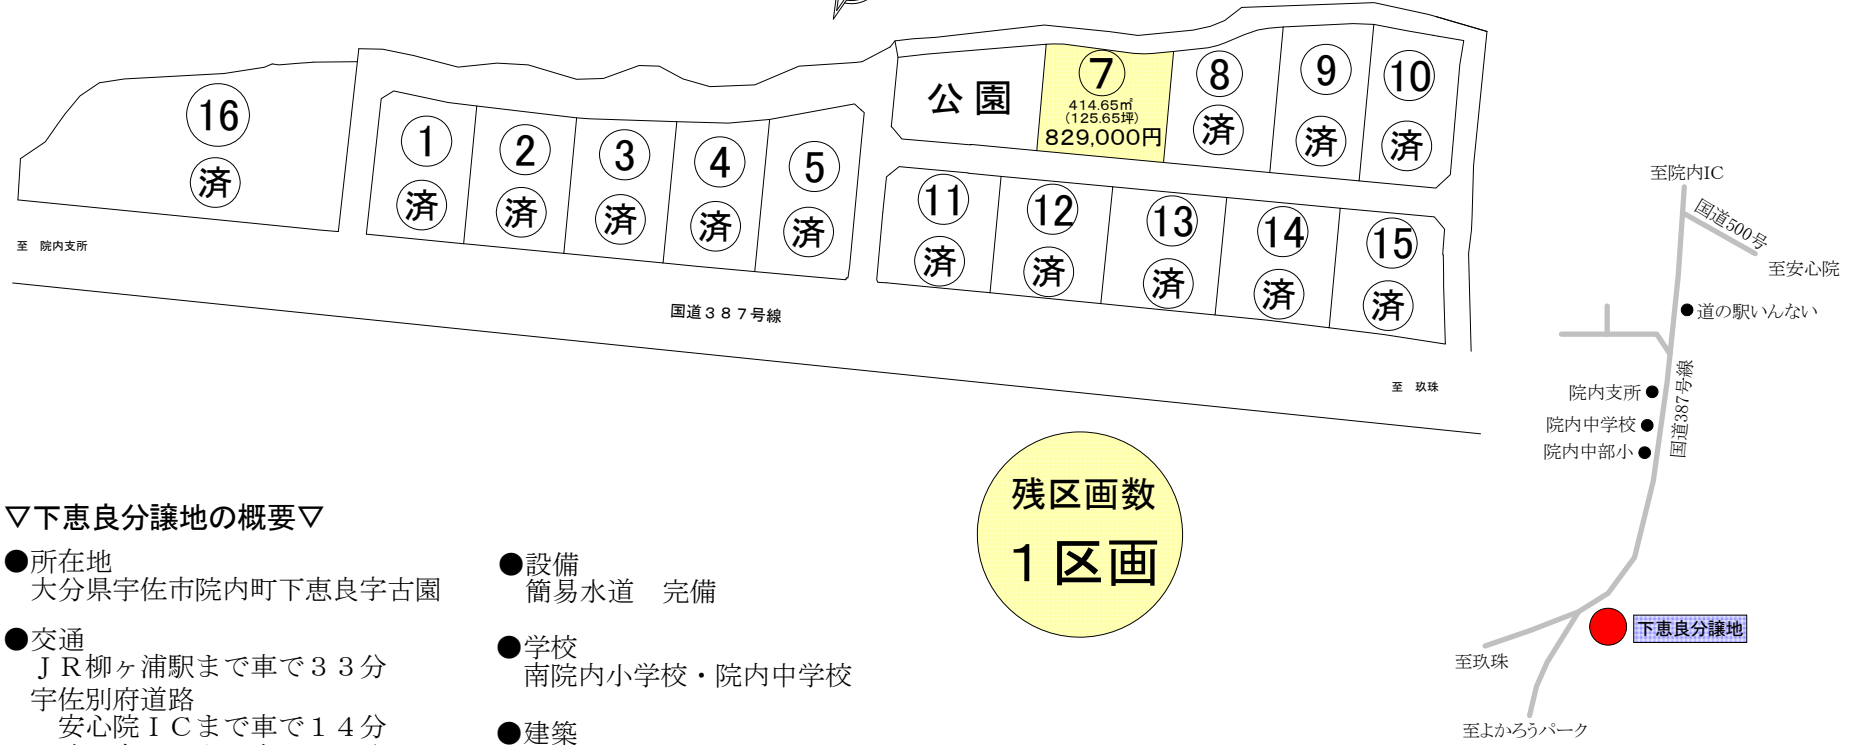 16
済
1
済
2
済
3
済
4
済
5
済
公園
7
414.65㎡
(125.65坪)
829,000円
8
済
9
済
10
済
11
済
12
済
13
済
14
済
15
済
至 院内支所
国道３８７号線
至 玖珠
残区画数
１区画
至院内IC
国道500号
至安心院
道の駅いんない
国道387号線
院内支所
院内中学校
院内中部小
下恵良分譲地
至玖珠
至よかろうパーク
▽下恵良分譲地の概要▽
●所在地
大分県宇佐市院内町下恵良字古園
●交通
ＪＲ柳ヶ浦駅まで車で３３分
宇佐別府道路
安心院ＩＣまで車で１４分
●設備
簡易水道　完備
●学校
南院内小学校・院内中学校
●建築